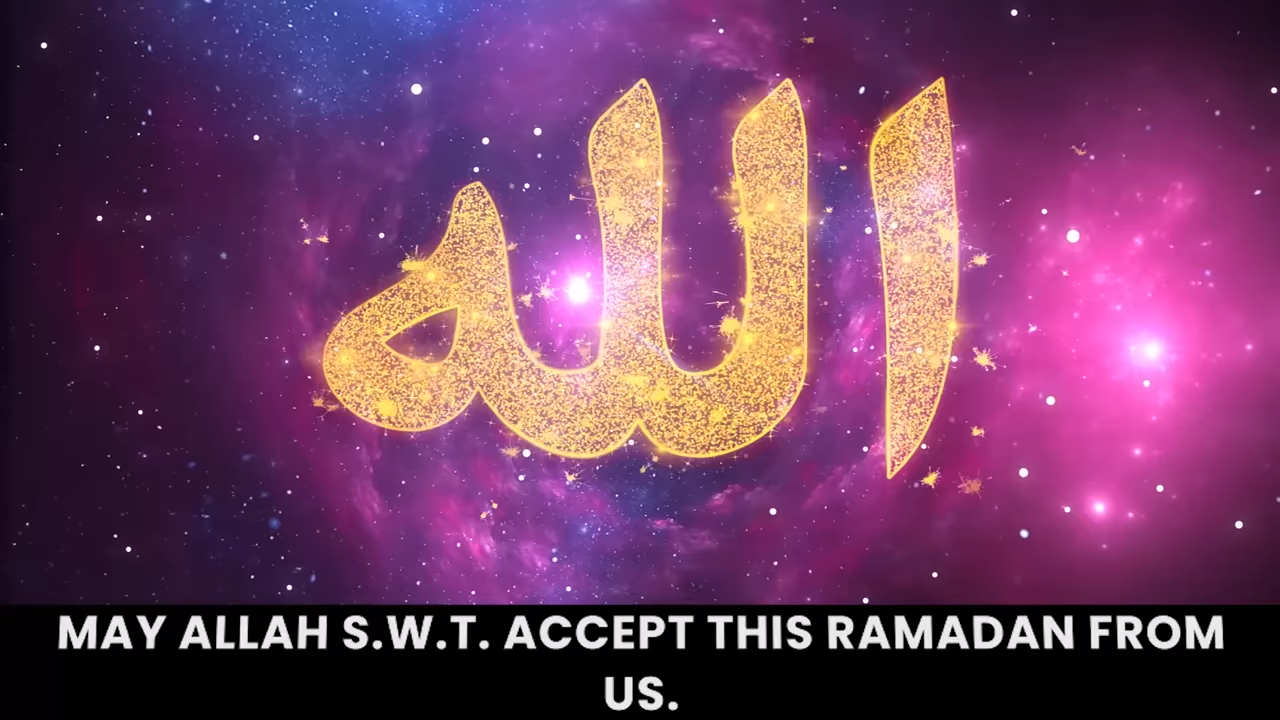 الله
MAY ALLAH S.W.T. ACCEPT THIS RAMADAN FROM
US.